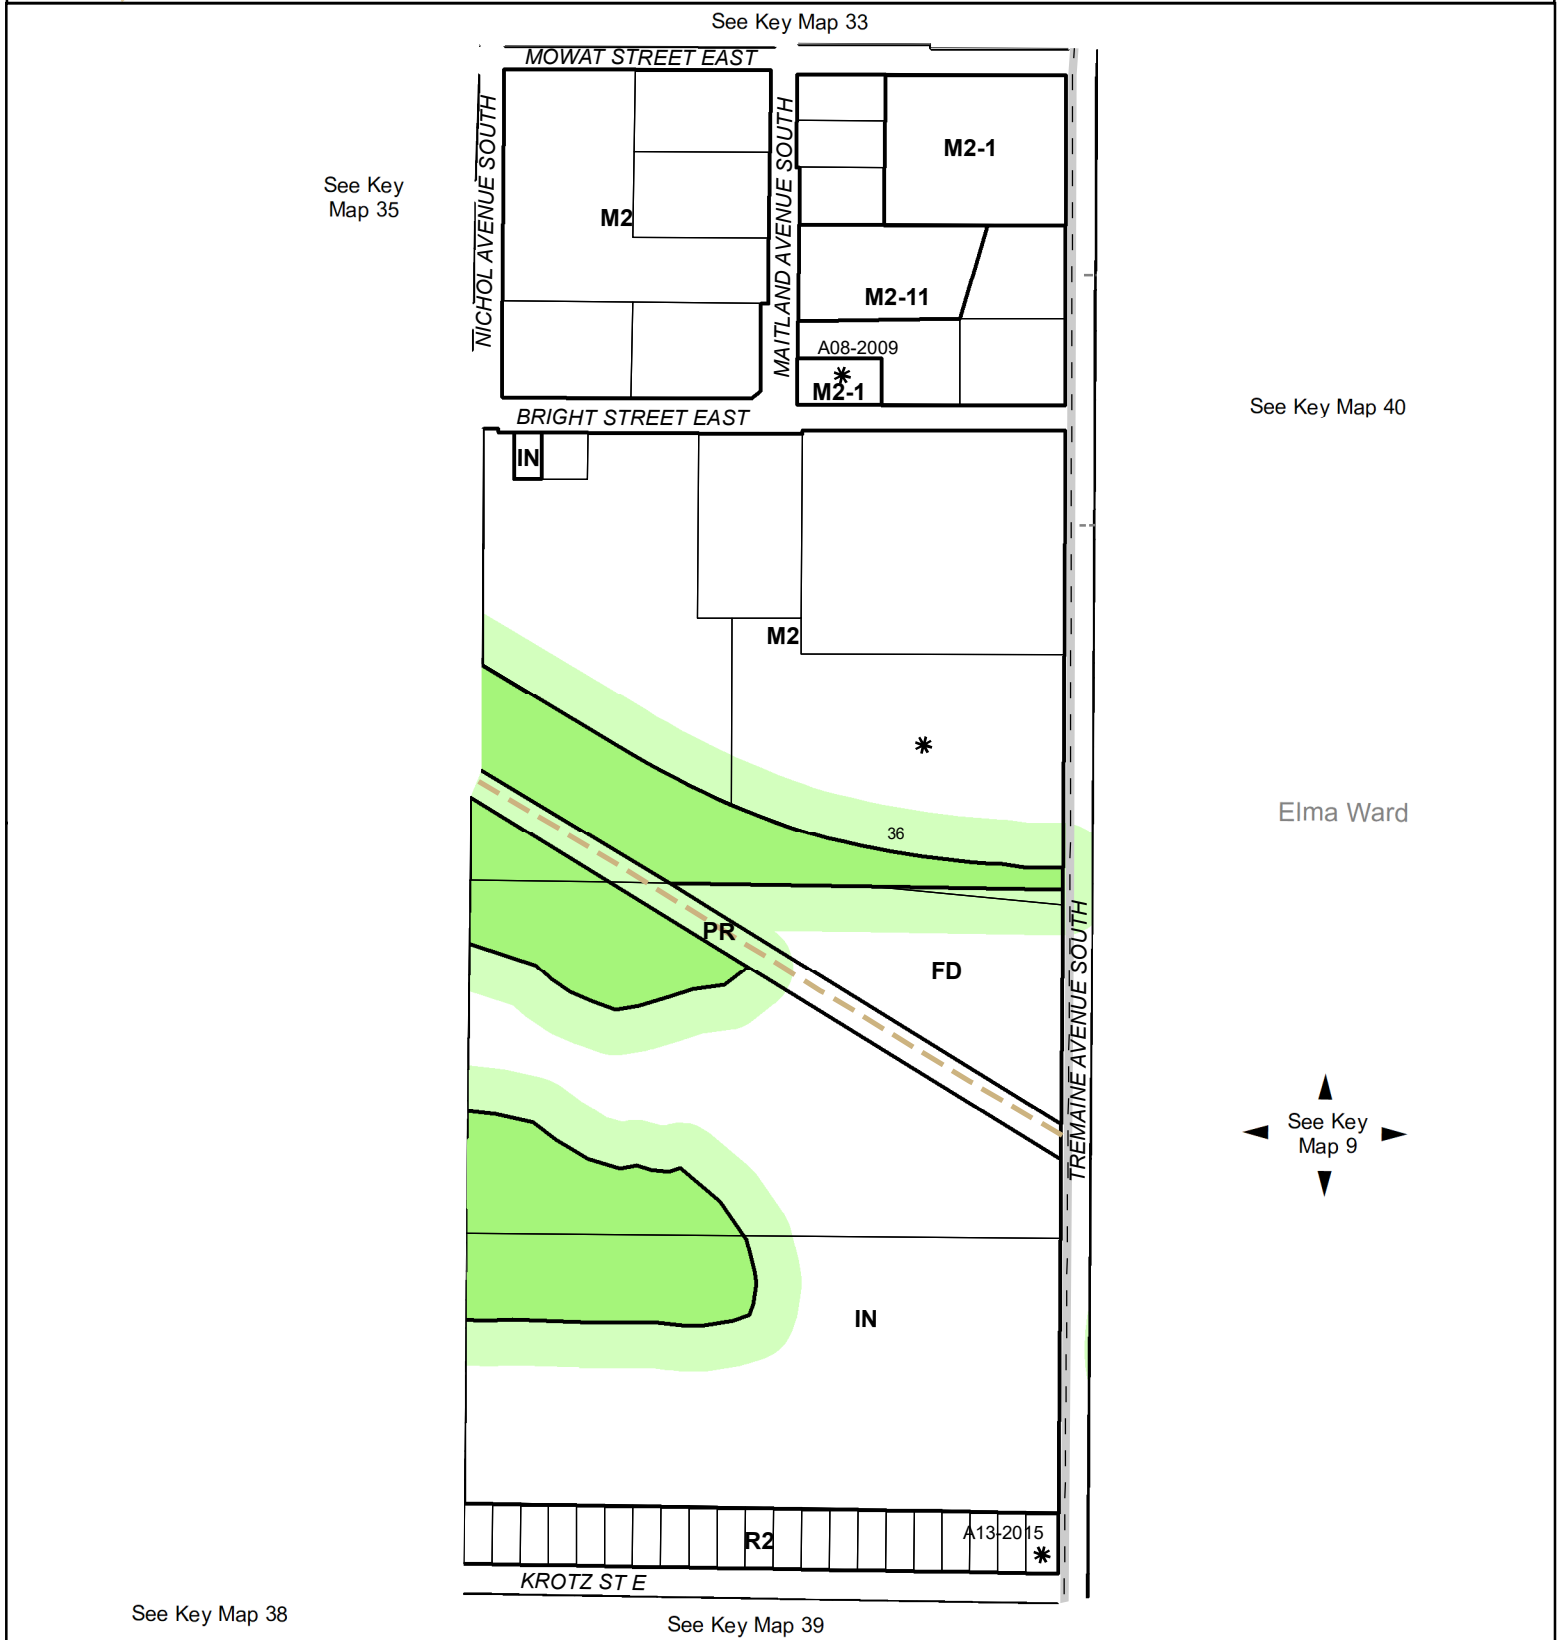 See Key Map 33
MOWAT STREET EAST
NICHOL AVENUE SOUTH
MAITLAND AVENUE SOUTH
M2-1
See Key
Map 35
M2
M2-11
A08-2009
M2-1
BRIGHT STREET EAST
See Key Map 40
IN
M2
Elma Ward
36
PR
FD
TREMAINE AVENUE SOUTH
See Key
Map 9
IN
A13-2015
R2
KROTZ ST E
See Key Map 38
See Key Map 39